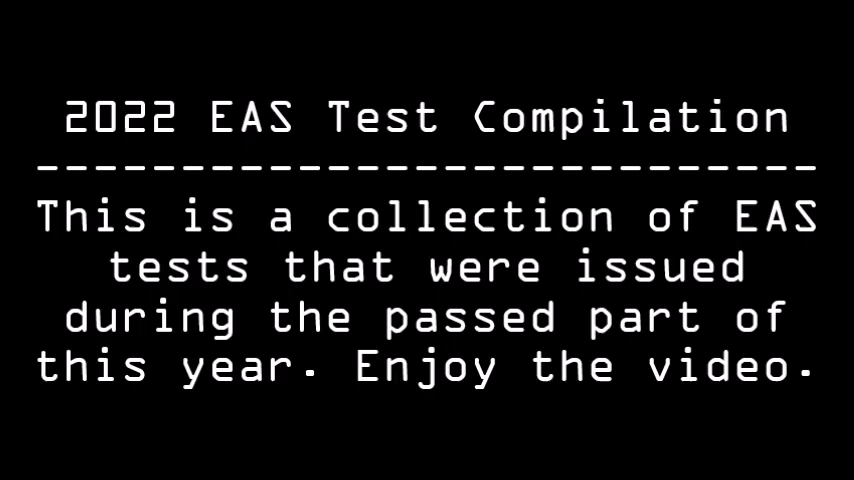 2022 EAS Test Compilation
------------------------------
This is a collection of EAS
tests that were issued
during the passed part of
this year. Enjoy the video.